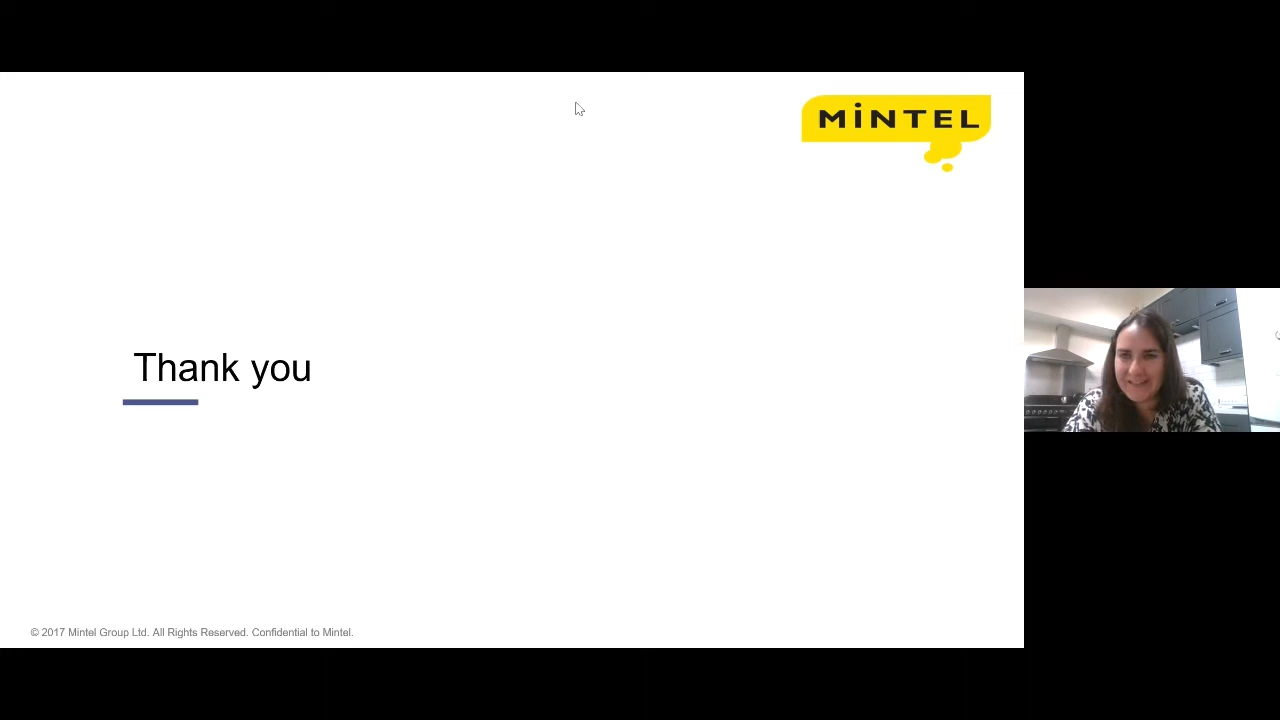 MiNTEL
Thank you
© 2017 Mintel Group Ltd. All Rights Reserved. Confidential to Mintel.